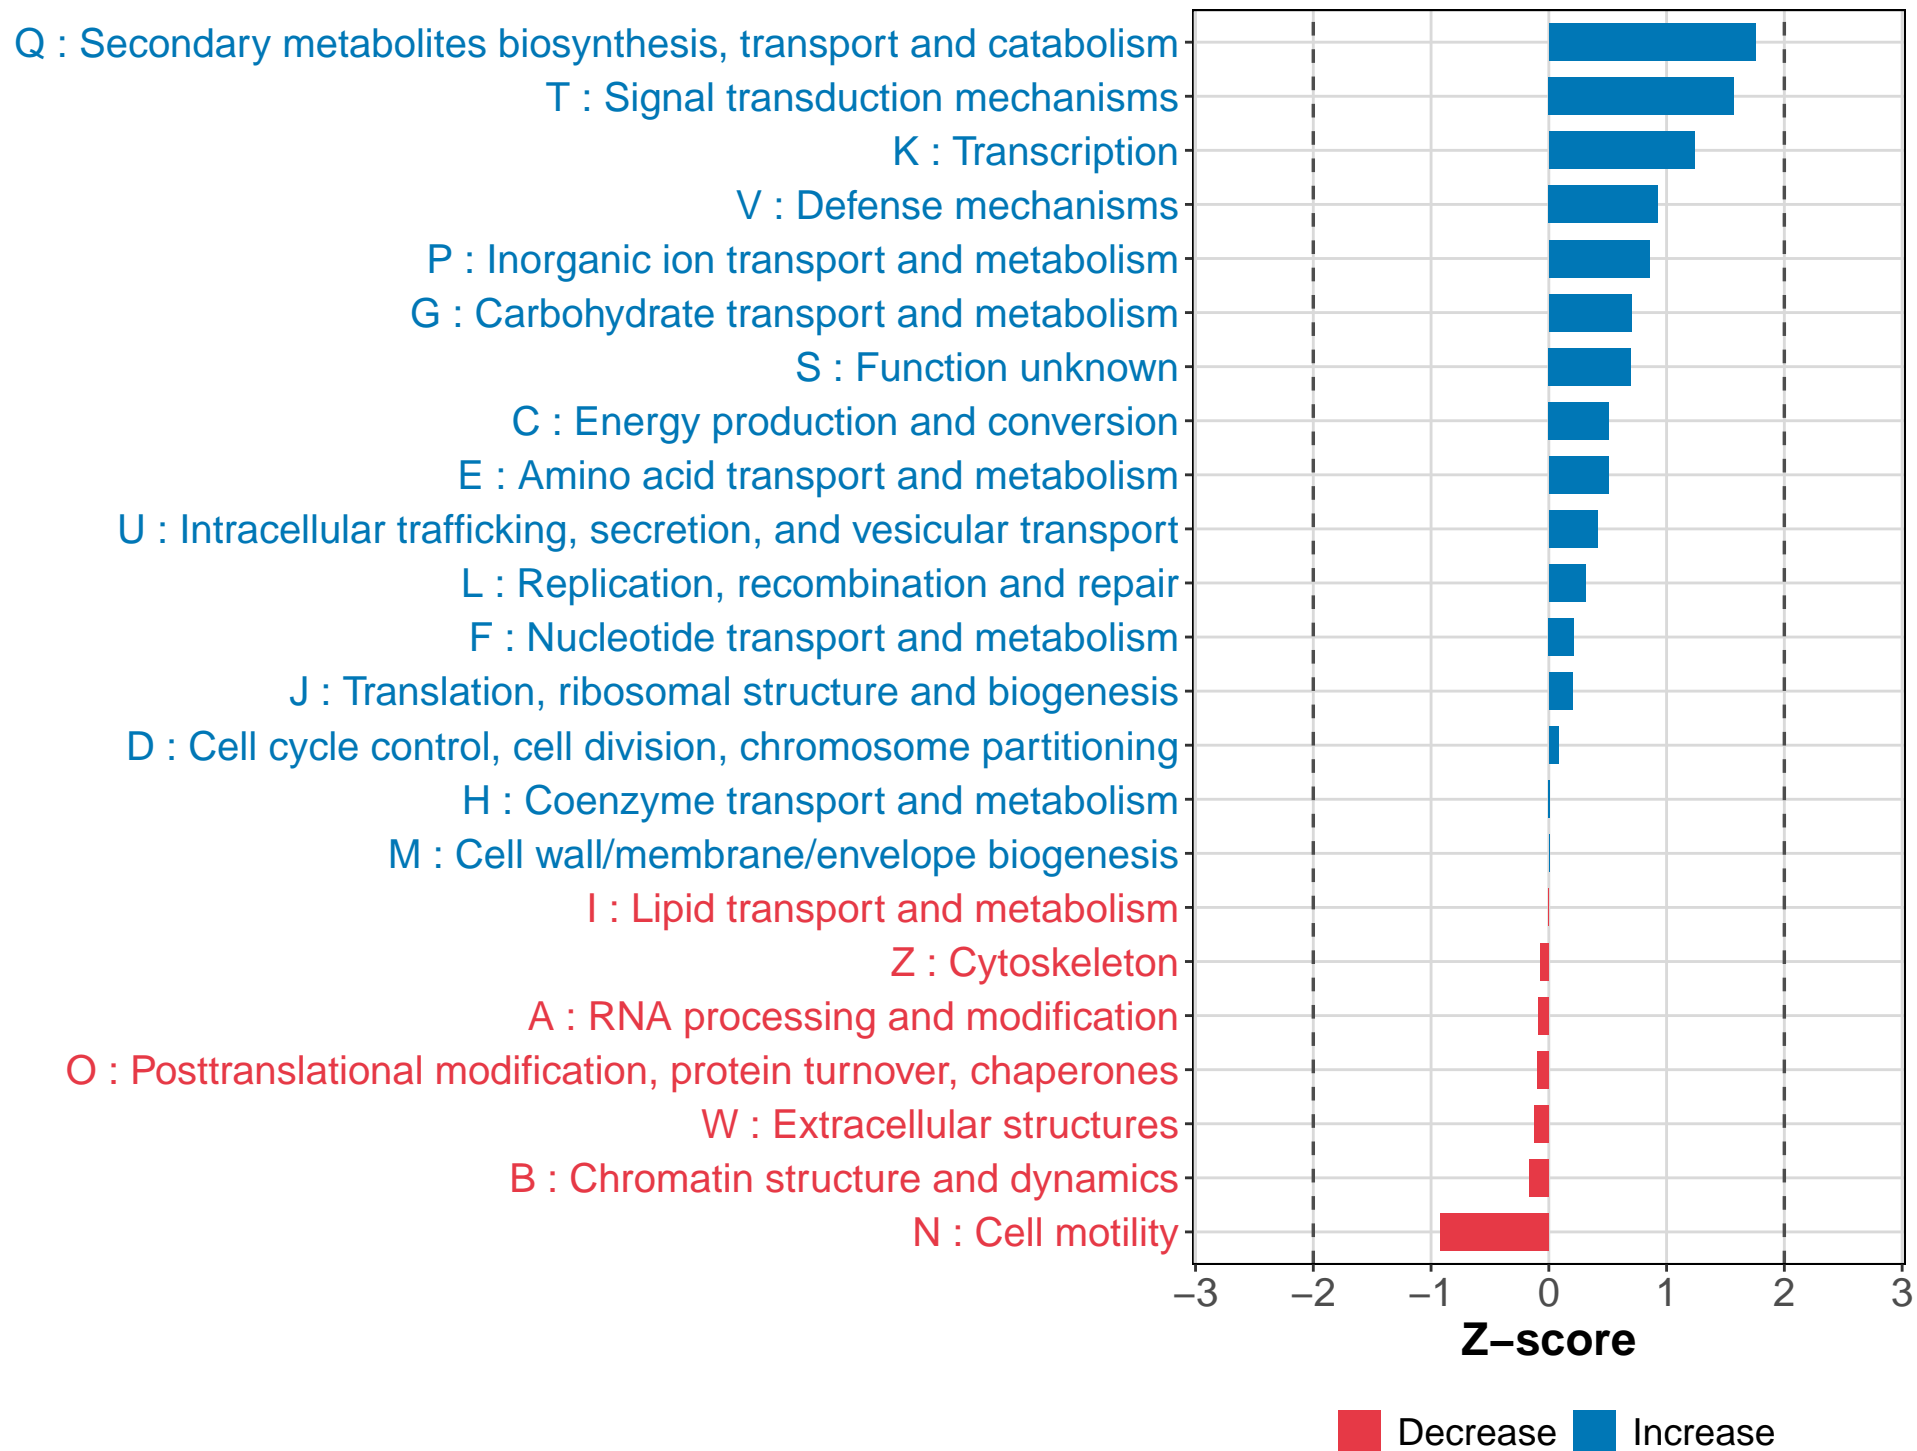 Q : Secondary metabolites biosynthesis, transport and catabolism
T : Signal transduction mechanisms
K : Transcription
V : Defense mechanisms
P : Inorganic ion transport and metabolism
G : Carbohydrate transport and metabolism
S : Function unknown
C : Energy production and conversion
E : Amino acid transport and metabolism
U : Intracellular trafficking, secretion, and vesicular transport
L : Replication, recombination and repair
F : Nucleotide transport and metabolism
J : Translation, ribosomal structure and biogenesis
D : Cell cycle control, cell division, chromosome partitioning
H : Coenzyme transport and metabolism
M : Cell wall/membrane/envelope biogenesis
I : Lipid transport and metabolism
Z : Cytoskeleton
A : RNA processing and modification
O : Posttranslational modification, protein turnover, chaperones
W : Extracellular structures
B : Chromatin structure and dynamics
N : Cell motility
−3 −2 −1 0 1 2 3
Z−score
Decrease Increase